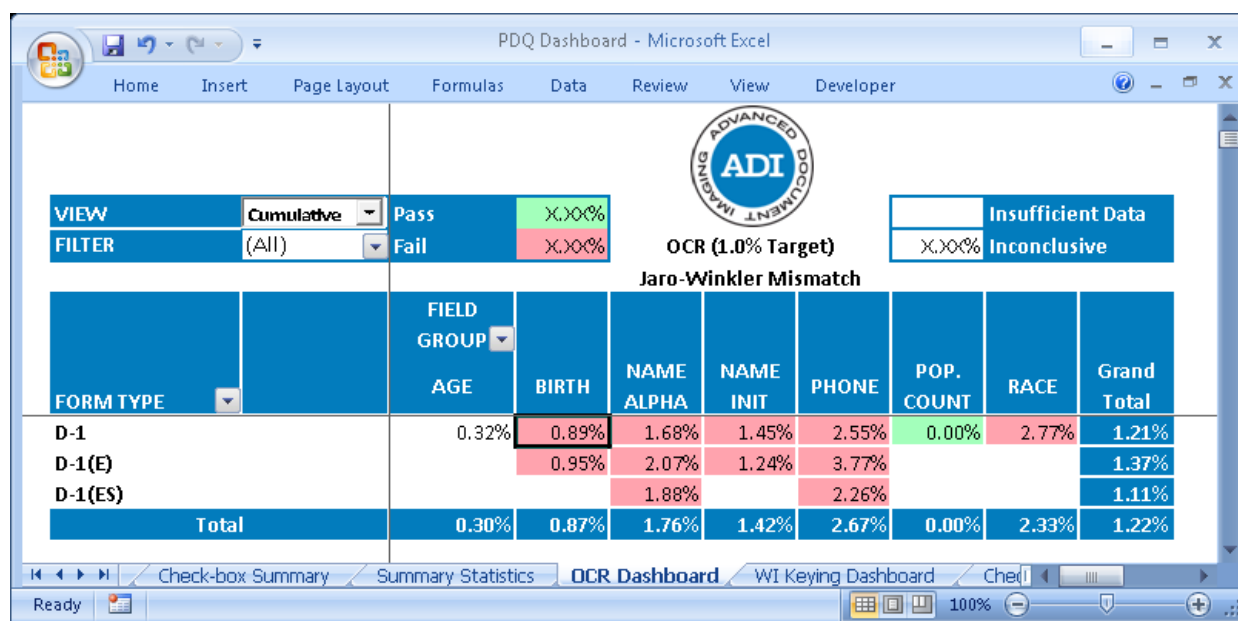 PDQ Dashboard - Microsoft Excel
Home Insert Page Layout Formulas Data Review View Developer
ADVANCED DOCUMENT IMAGING
ADI
VIEW Cumulative Pass X.XX% Insufficient Data
FILTER (All) Fail X.XX% OCR (1.0% Target) X.XX% Inconclusive
Jaro-Winkler Mismatch
FIELD
GROUP
FORM TYPE AGE BIRTH NAME ALPHA NAME INIT PHONE POP. COUNT RACE Grand Total
D-1 0.32% 0.89% 1.68% 1.45% 2.55% 0.00% 2.77% 1.21%
D-1(E) 0.95% 2.07% 1.24% 3.77% 1.37%
D-1(ES) 1.88% 2.26% 1.11%
Total 0.30% 0.87% 1.76% 1.42% 2.67% 0.00% 2.33% 1.22%
Check-box Summary Summary Statistics OCR Dashboard WI Keying Dashboard
Ready 100%